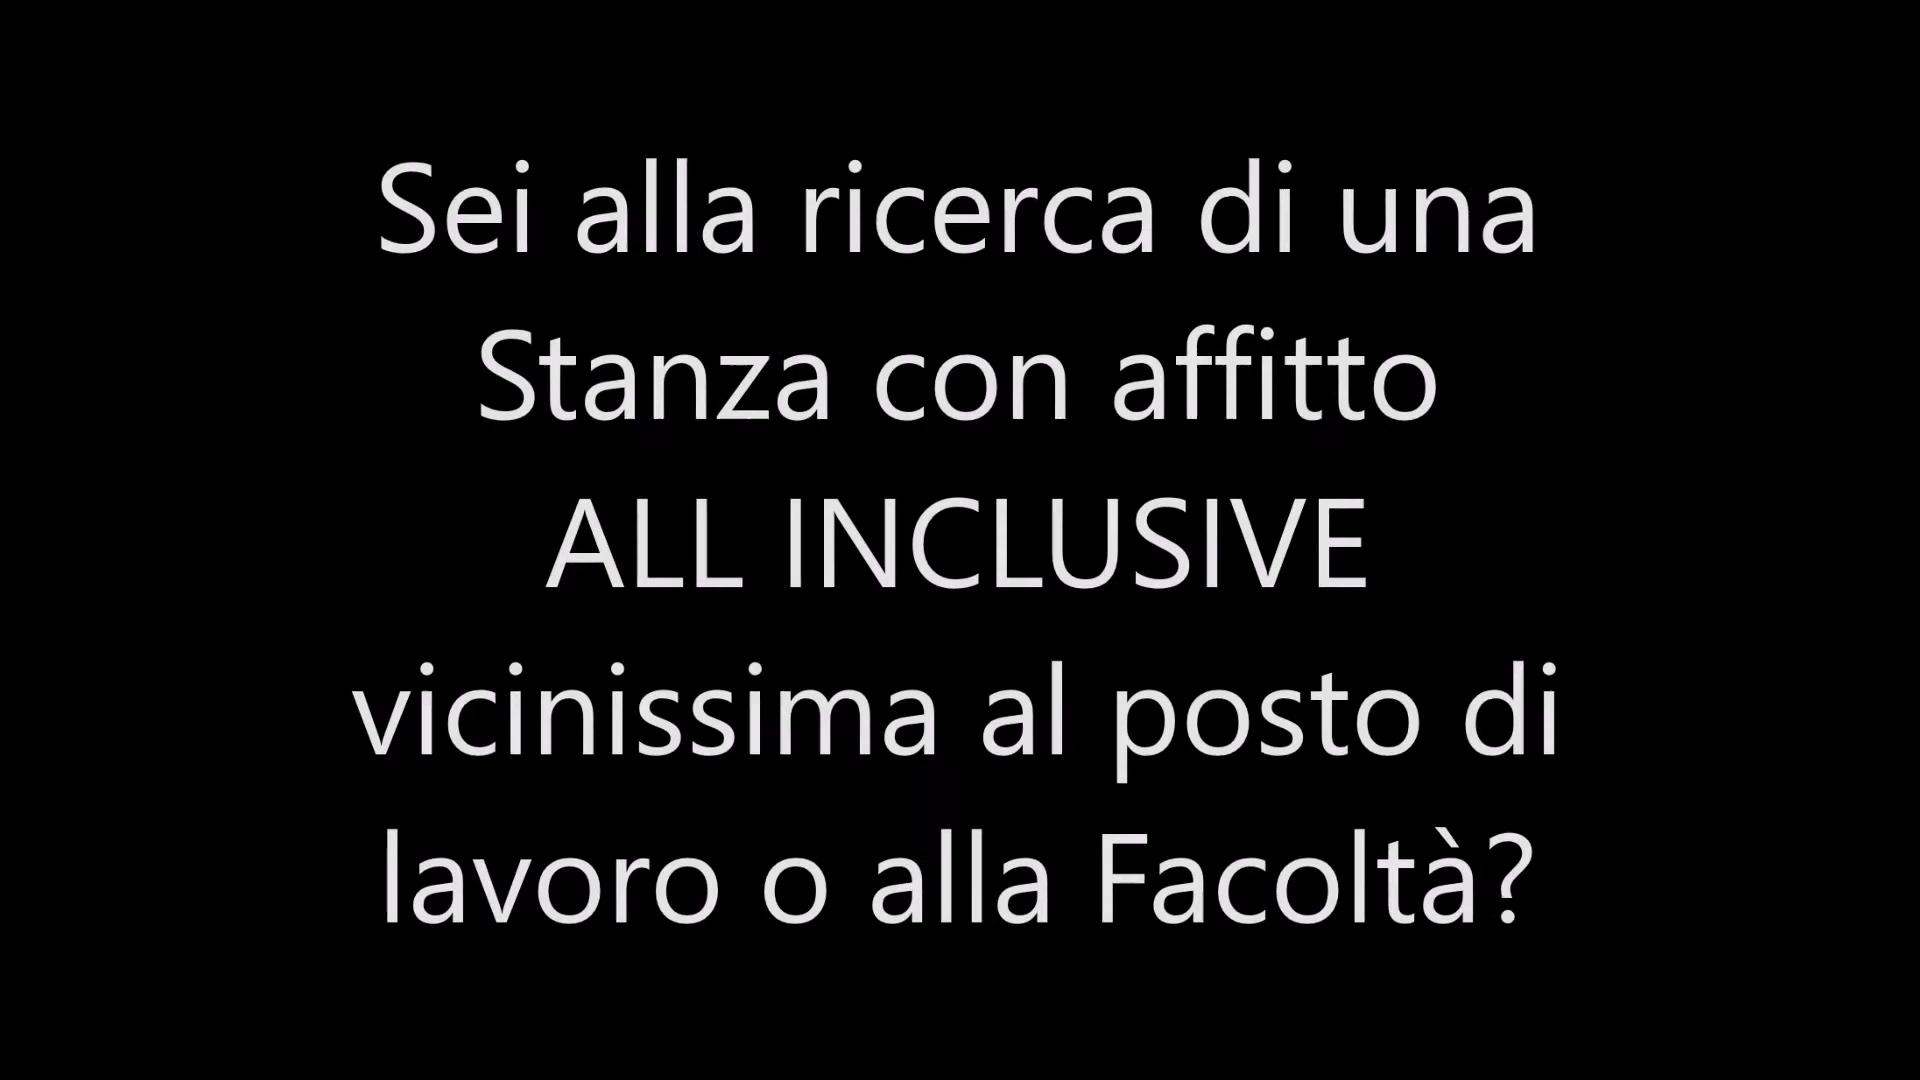 Sei alla ricerca di una
Stanza con affitto
ALL INCLUSIVE
vicinissima al posto di
lavoro o alla Facoltà?